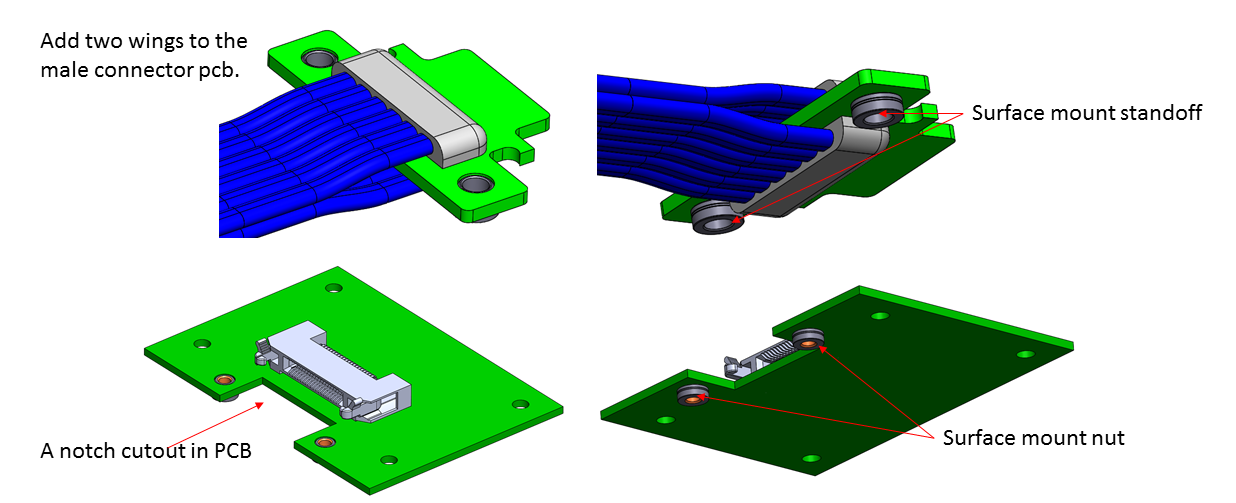 Add two wings to the
male connector pcb.
Surface mount standoff
A notch cutout in PCB
Surface mount nut